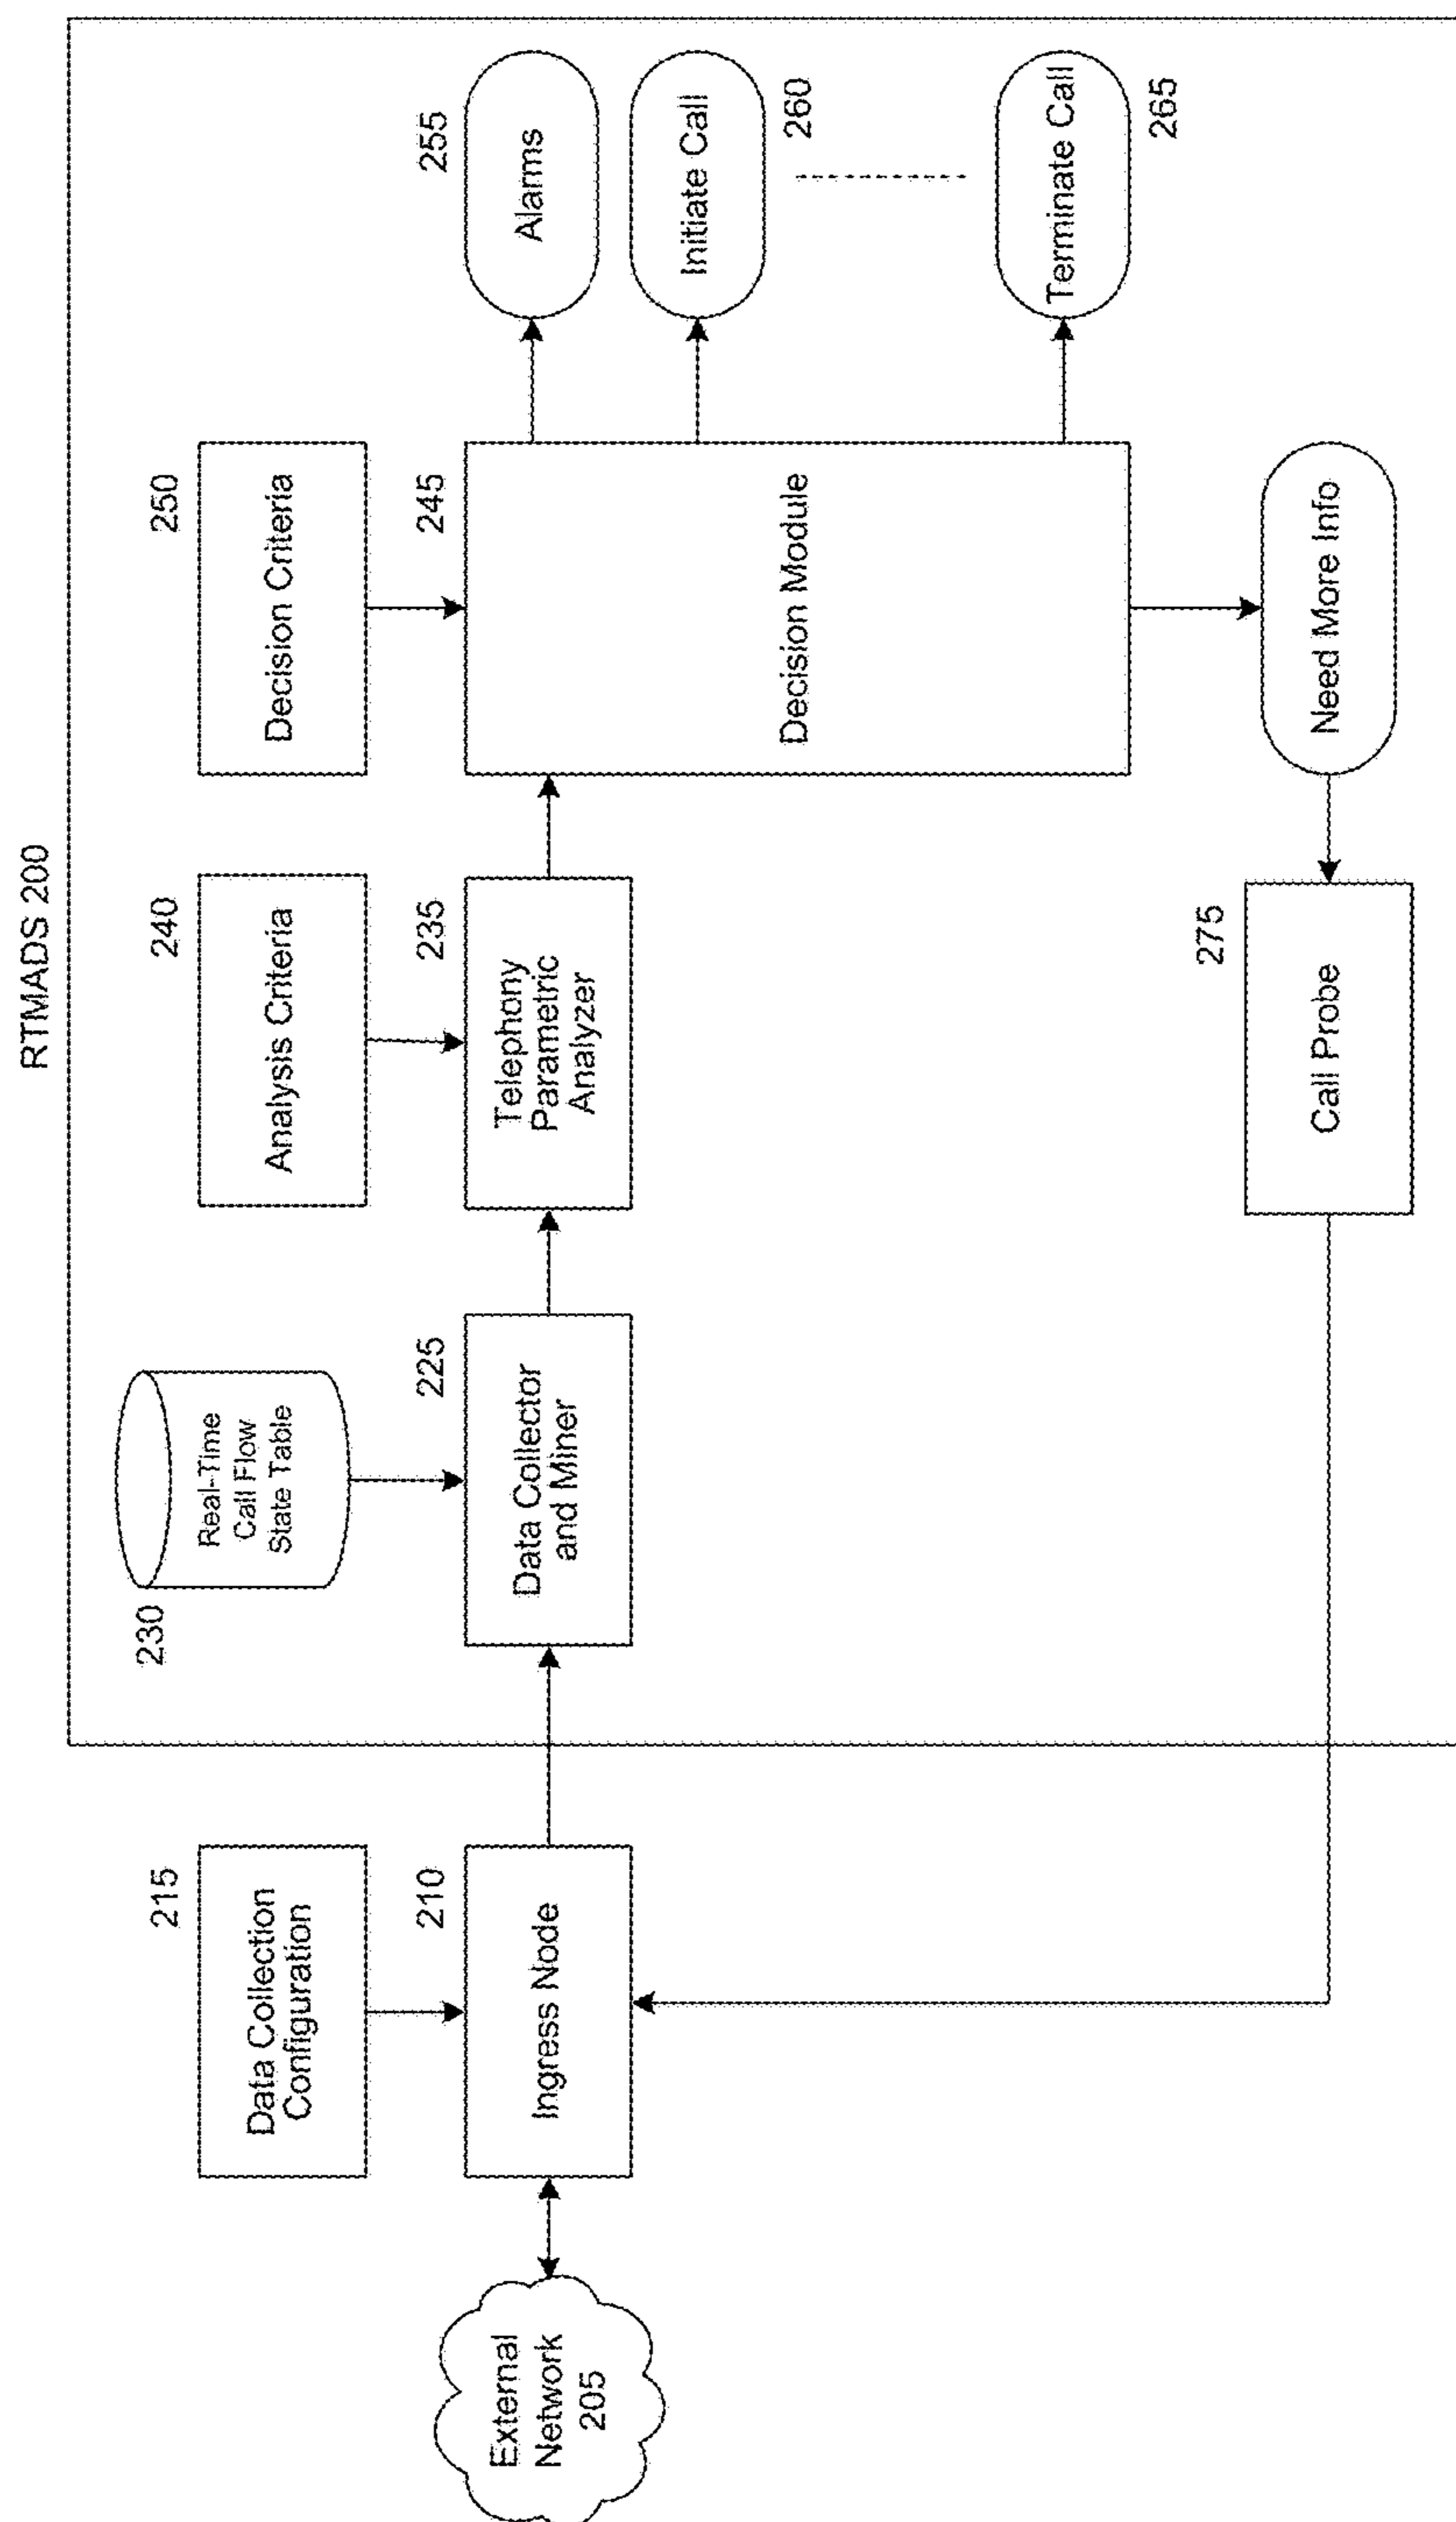 RTMADS 200
215
Data Collection
Configuration
230
Real-Time
Call Flow
State Table
240
Analysis Criteria
250
Decision Criteria
External
Network
205
210
Ingress Node
225
Data Collector
and Miner
235
Telephony
Parametric
Analyzer
245
Decision Module
255
Alarms
Initiate Call
260
Terminate Call
265
275
Call Probe
Need More Info